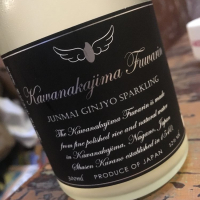 Kawanakajima Fuwarin
JUNMAI GINJYO SPARKLING
The Kawanakajima Fuwarin is made
from fine polished rice and natural water
in Kawanakajima, Nagano, Japan
Shusen Kurano established in 1540.
PRODUCE OF JAPAN